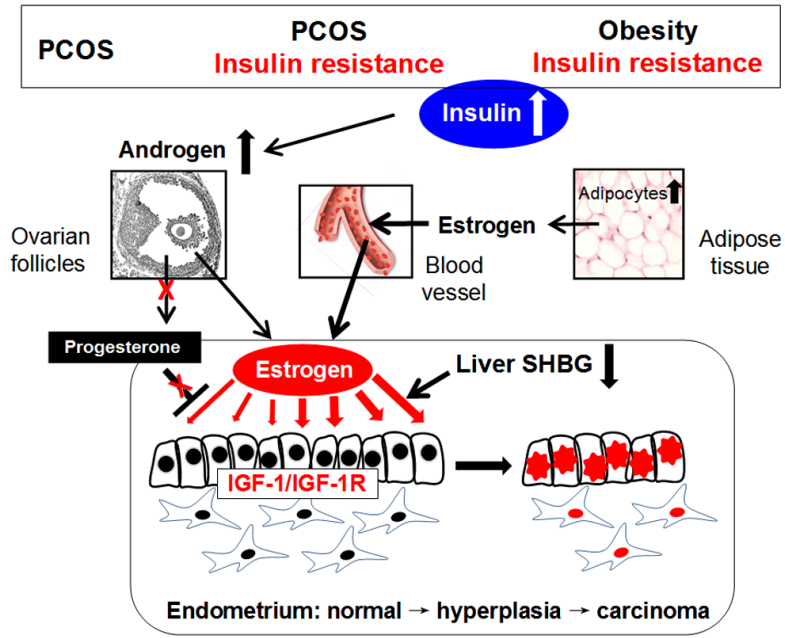 PCOS
PCOS
Insulin resistance
Obesity
Insulin resistance
Insulin
Androgen
Adipocytes
Ovarian
follicles
Estrogen
Blood
vessel
Adipose
tissue
Progesterone
Estrogen
Liver SHBG
IGF-1/IGF-1R
Endometrium: normal → hyperplasia → carcinoma